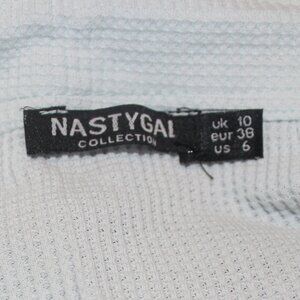 NASTYGAL
COLLECTION
uk 10
eur 38
us 6